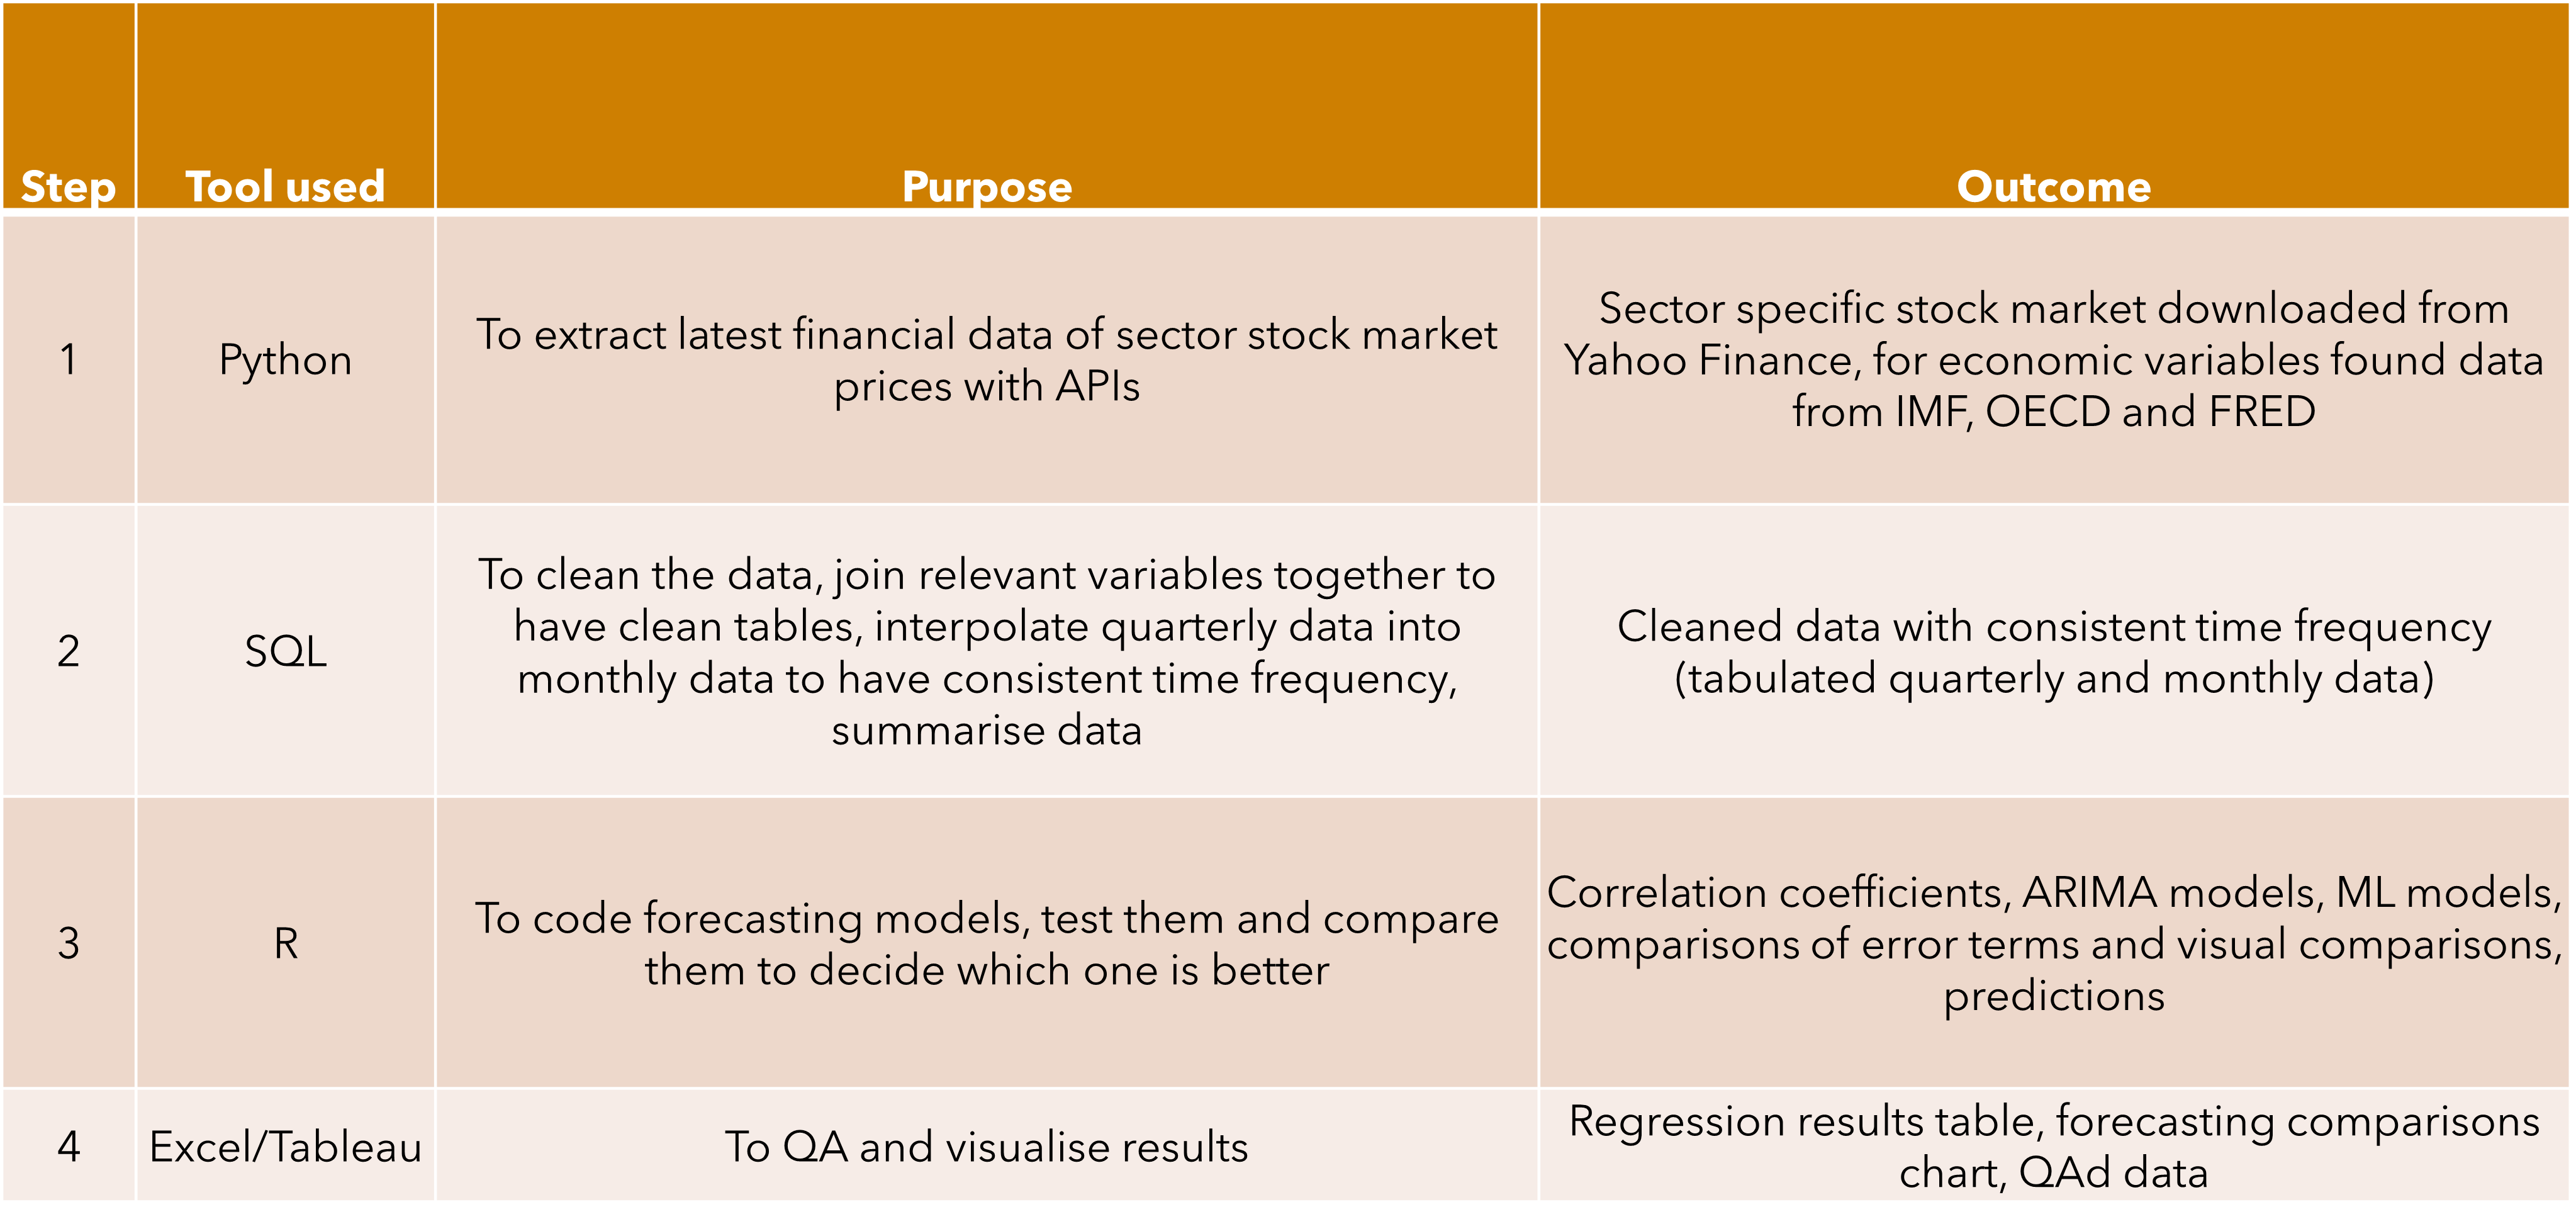 Step Tool used Purpose Outcome
1
Python
To extract latest financial data of sector stock market
prices with APIs
Sector specific stock market downloaded from
Yahoo Finance, for economic variables found data
from IMF, OECD and FRED
2
SQL
To clean the data, join relevant variables together to
have clean tables, interpolate quarterly data into
monthly data to have consistent time frequency,
summarise data
Cleaned data with consistent time frequency
(tabulated quarterly and monthly data)
3
R
To code forecasting models, test them and compare
them to decide which one is better
Correlation coefficients, ARIMA models, ML models,
comparisons of error terms and visual comparisons,
predictions
4
Excel/Tableau
To QA and visualise results
Regression results table, forecasting comparisons
chart, QAd data